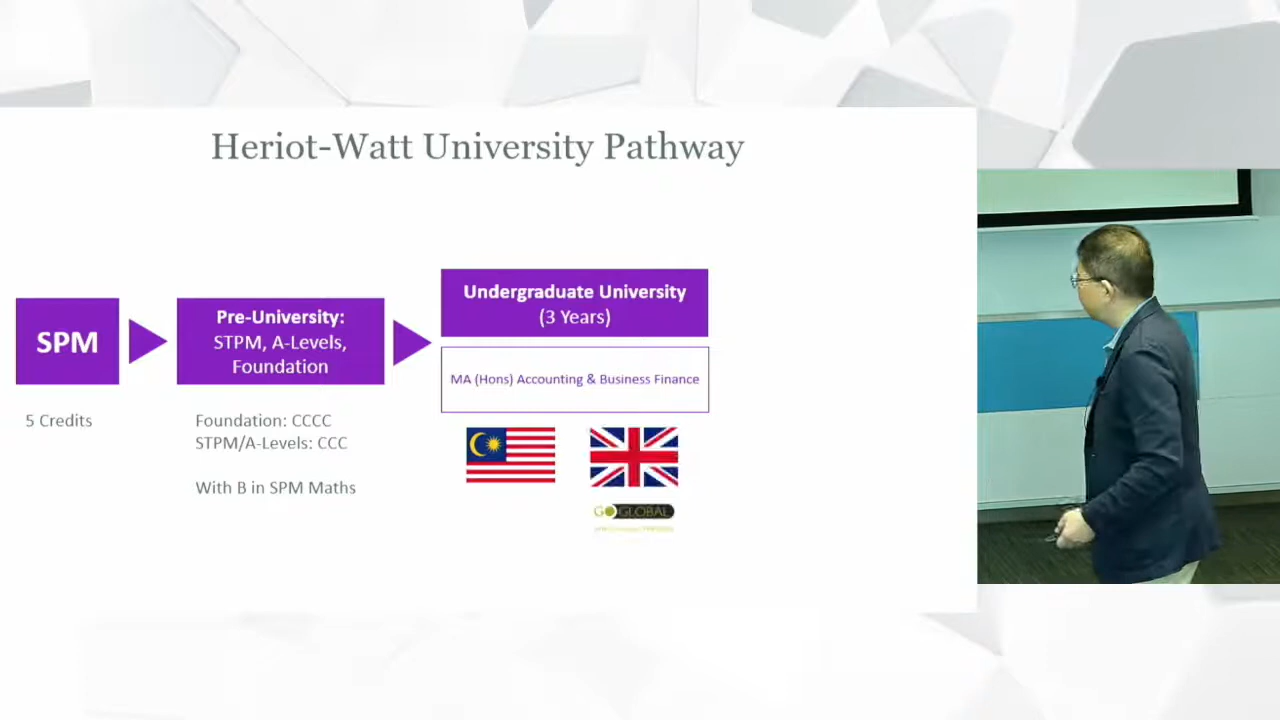 Heriot-Watt University Pathway
SPM
Pre-University:
STPM, A-Levels,
Foundation
Undergraduate University
(3 Years)
MA (Hons) Accounting & Business Finance
5 Credits
Foundation: CCCC
STPM/A-Levels: CCC
With B in SPM Maths
GO GLOBAL